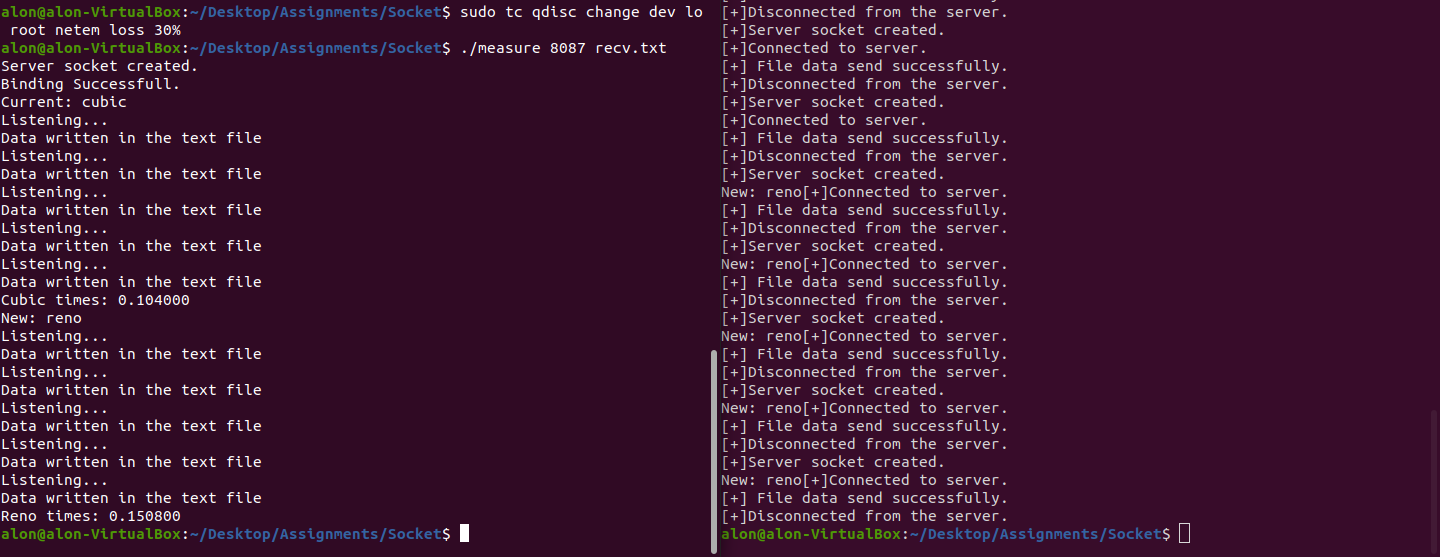 alon@alon-VirtualBox:~/Desktop/Assignments/Socket$ sudo tc qdisc change dev lo
 root netem loss 30%
alon@alon-VirtualBox:~/Desktop/Assignments/Socket$ ./measure 8087 recv.txt
Server socket created.
Binding Successfull.
Current: cubic
Listening...
Data written in the text file
Listening...
Data written in the text file
Listening...
Data written in the text file
Listening...
Data written in the text file
Listening...
Data written in the text file
Cubic times: 0.104000
New: reno
Listening...
Data written in the text file
Listening...
Data written in the text file
Listening...
Data written in the text file
Listening...
Data written in the text file
Listening...
Data written in the text file
Reno times: 0.150800
alon@alon-VirtualBox:~/Desktop/Assignments/Socket$
[+]Disconnected from the server.
[+]Server socket created.
[+]Connected to server.
[+] File data send successfully.
[+]Disconnected from the server.
[+]Server socket created.
[+]Connected to server.
[+] File data send successfully.
[+]Disconnected from the server.
[+]Server socket created.
New: reno[+]Connected to server.
[+] File data send successfully.
[+]Disconnected from the server.
[+]Server socket created.
New: reno[+]Connected to server.
[+] File data send successfully.
[+]Disconnected from the server.
[+]Server socket created.
New: reno[+]Connected to server.
[+] File data send successfully.
[+]Disconnected from the server.
[+]Server socket created.
New: reno[+]Connected to server.
[+] File data send successfully.
[+]Disconnected from the server.
[+]Server socket created.
New: reno[+]Connected to server.
[+] File data send successfully.
[+]Disconnected from the server.
alon@alon-VirtualBox:~/Desktop/Assignments/Socket$